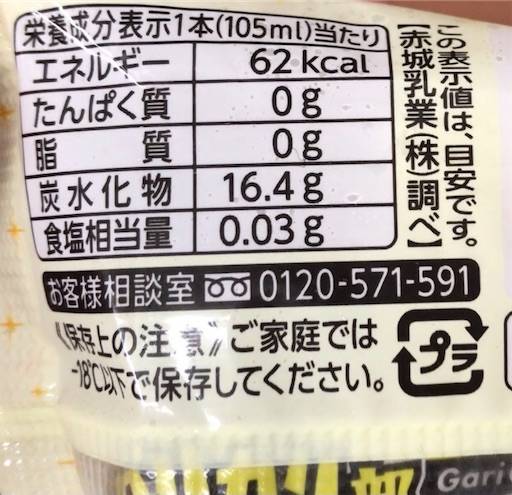 栄養成分表示1本(105ml)当たり
エネルギー 62kcal
たんぱく質 0g
脂質 0g
炭水化物 16.4g
食塩相当量 0.03g
この表示値は、目安です。
【赤城乳業(株)調べ】
お客様相談室 0120-571-591
《保存上の注意》ご家庭では
-18℃以下で保存してください。
プラ
Gari